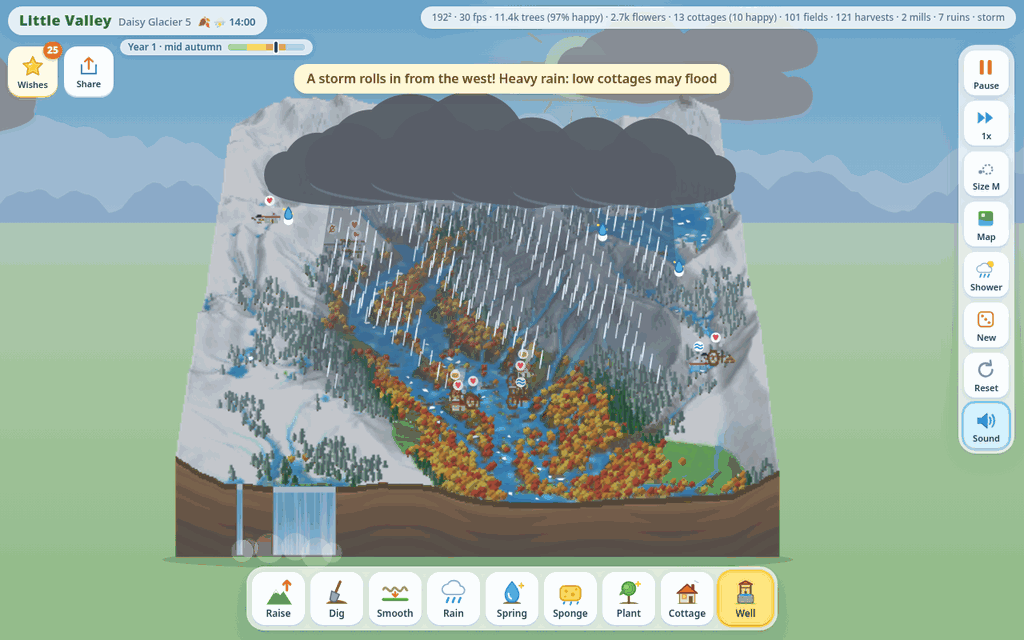 Little Valley Daisy Glacier 5 14:00
192² · 30 fps · 11.4k trees (97% happy) · 2.7k flowers · 13 cottages (10 happy) · 101 fields · 121 harvests · 2 mills · 7 ruins · storm
Year 1 · mid autumn
25
Wishes
Share
A storm rolls in from the west! Heavy rain: low cottages may flood
Pause
1x
Size M
Map
Shower
New
Reset
Sound
Raise
Dig
Smooth
Rain
Spring
Sponge
Plant
Cottage
Well